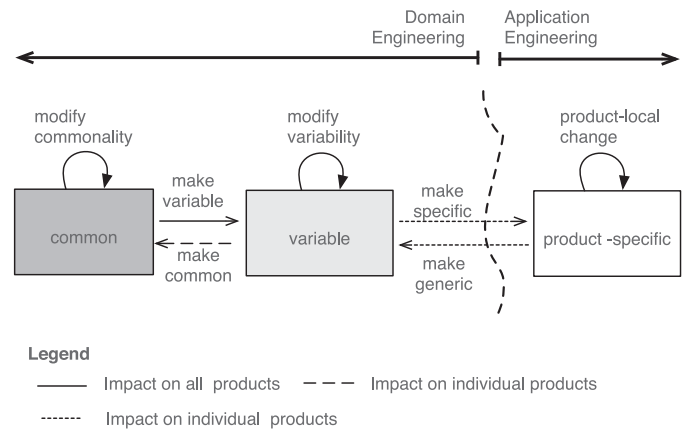 Domain Engineering
Application Engineering
modify commonality
modify variability
product-local change
make variable
make specific
common
variable
product -specific
make common
make generic
Legend
Impact on all products
Impact on individual products
Impact on individual products